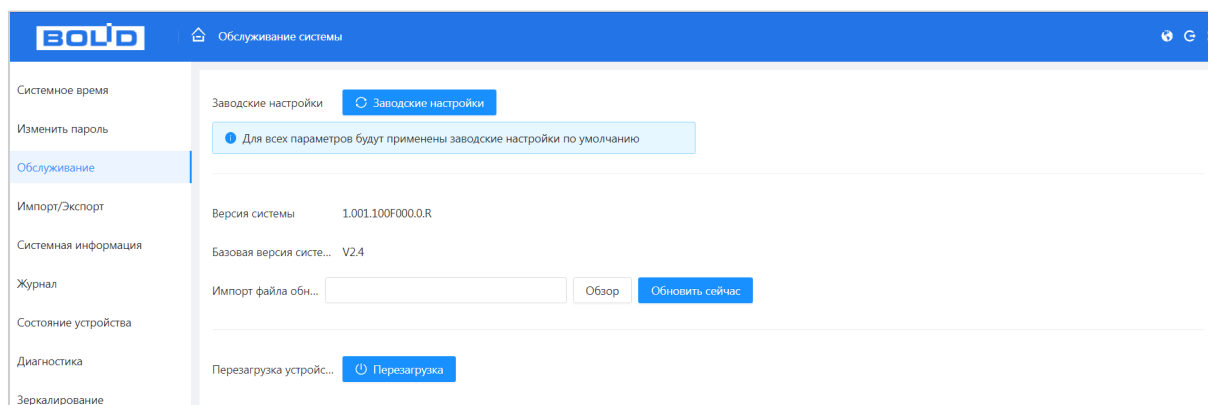 BOLID Обслуживание системы
Системное время
Изменить пароль
Обслуживание
Импорт/Экспорт
Системная информация
Журнал
Состояние устройства
Диагностика
Зеркалирование
Заводские настройки Заводские настройки
Для всех параметров будут применены заводские настройки по умолчанию
Версия системы 1.001.100F000.0.R
Базовая версия систе... V2.4
Импорт файла обн... Обзор Обновить сейчас
Перезагрузка устройс... Перезагрузка